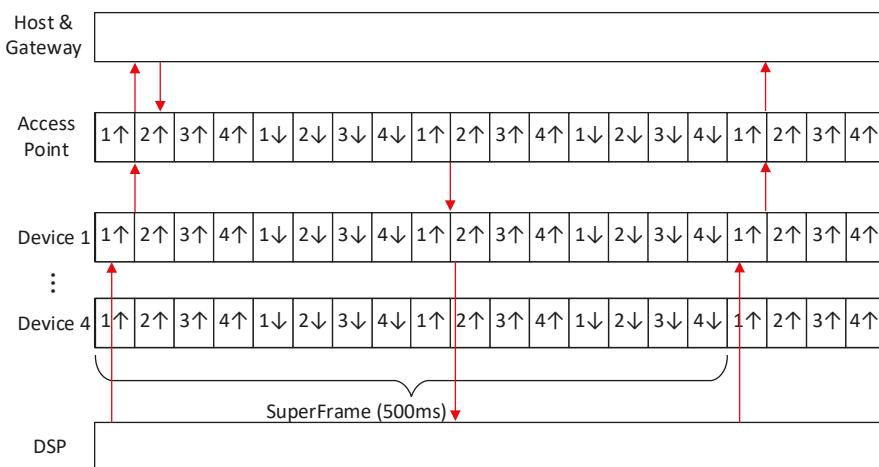 Host &
Gateway
Access
Point
1↑ 2↑ 3↑ 4↑ 1↓ 2↓ 3↓ 4↓ 1↑ 2↑ 3↑ 4↑ 1↓ 2↓ 3↓ 4↓ 1↑ 2↑ 3↑ 4↑
Device 1
1↑ 2↑ 3↑ 4↑ 1↓ 2↓ 3↓ 4↓ 1↑ 2↑ 3↑ 4↑ 1↓ 2↓ 3↓ 4↓ 1↑ 2↑ 3↑ 4↑
⋮
Device 4
1↑ 2↑ 3↑ 4↑ 1↓ 2↓ 3↓ 4↓ 1↑ 2↑ 3↑ 4↑ 1↓ 2↓ 3↓ 4↓ 1↑ 2↑ 3↑ 4↑
SuperFrame (500ms)
DSP